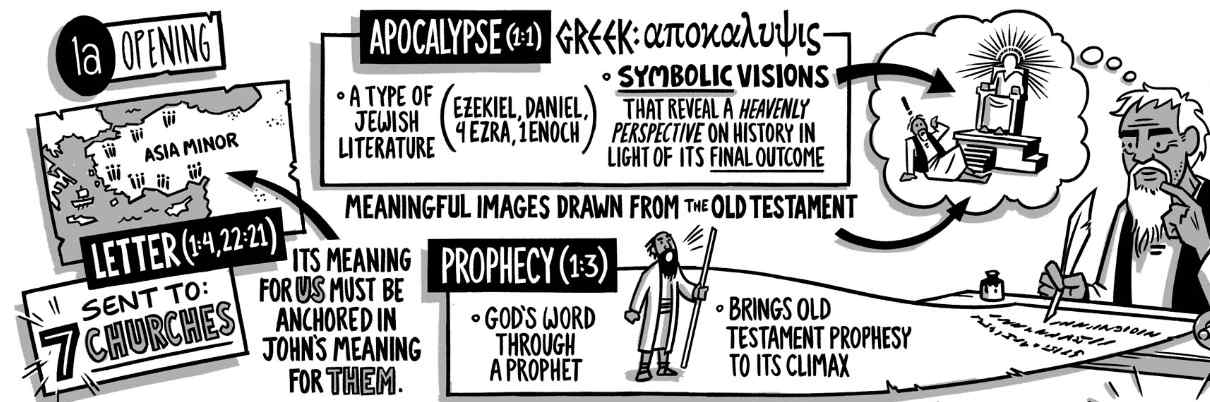 1a OPENING
ASIA MINOR
LETTER (1:4, 22:21)
SENT TO:
7 CHURCHES
ITS MEANING
FOR US MUST BE
ANCHORED IN
JOHN'S MEANING
FOR THEM.
APOCALYPSE (1:1) GREEK: αποκαλυψις
• A TYPE OF
JEWISH
LITERATURE
(EZEKIEL, DANIEL,
4 EZRA, 1 ENOCH)
• SYMBOLIC VISIONS
THAT REVEAL A HEAVENLY
PERSPECTIVE ON HISTORY IN
LIGHT OF ITS FINAL OUTCOME
MEANINGFUL IMAGES DRAWN FROM THE OLD TESTAMENT
PROPHECY (1:3)
• GOD'S WORD
THROUGH
A PROPHET
• BRINGS OLD
TESTAMENT PROPHESY
TO ITS CLIMAX